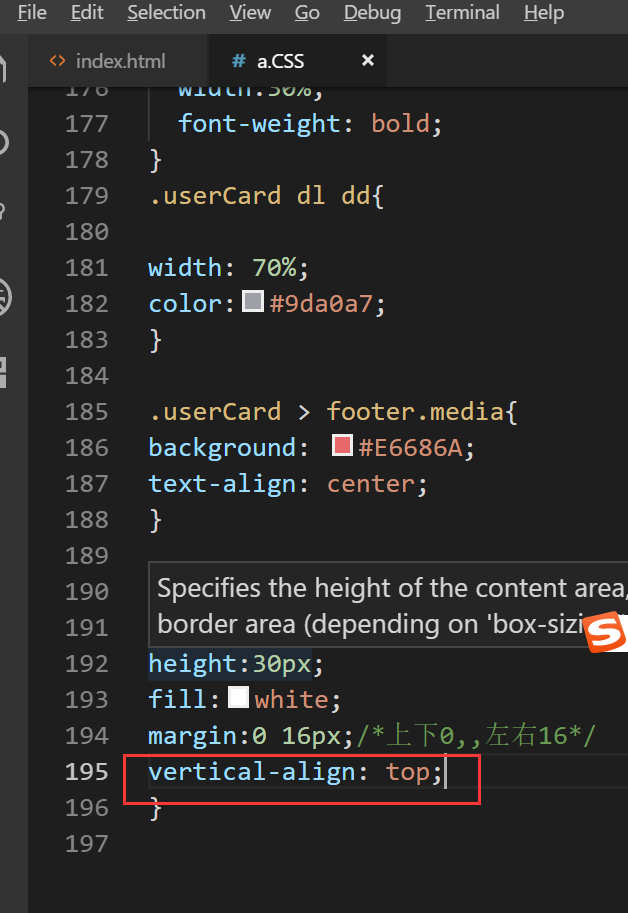 File Edit Selection View Go Debug Terminal Help
<> index.html # a.CSS ×
176 width:30%;
177 font-weight: bold;
178 }
179 .userCard dl dd{
180
181 width: 70%;
182 color: #9da0a7;
183 }
184
185 .userCard > footer.media{
186 background: #E6686A;
187 text-align: center;
188 }
189
190 Specifies the height of the content area,
191 border area (depending on 'box-sizi
192 height:30px;
193 fill: white;
194 margin:0 16px;/*上下0,,左右16*/
195 vertical-align: top;
196 }
197